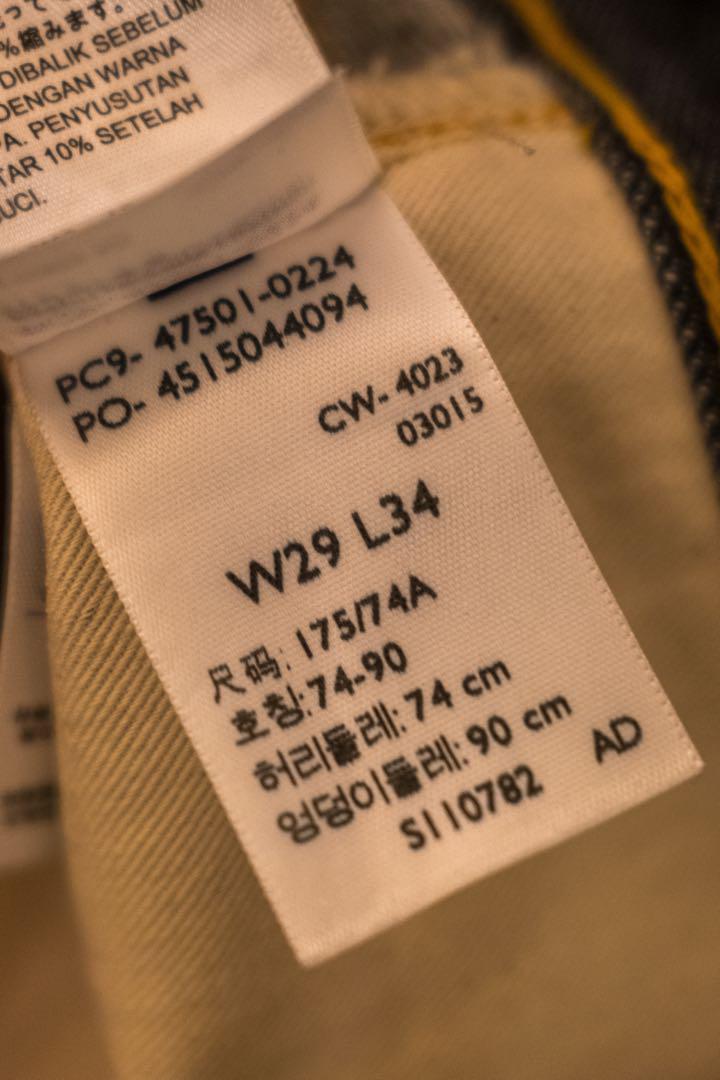 %縮みます。
DIBALIK SEBELUM
DENGAN WARNA
A. PENYUSUTAN
TAR 10% SETELAH
UCI.
PC9- 47501-0224
PO- 4515044094
CW- 4023
03015
W29 L34
尺码: 175/74A
호칭:74-90
허리둘레: 74 cm
엉덩이둘레: 90 cm
S110782 AD